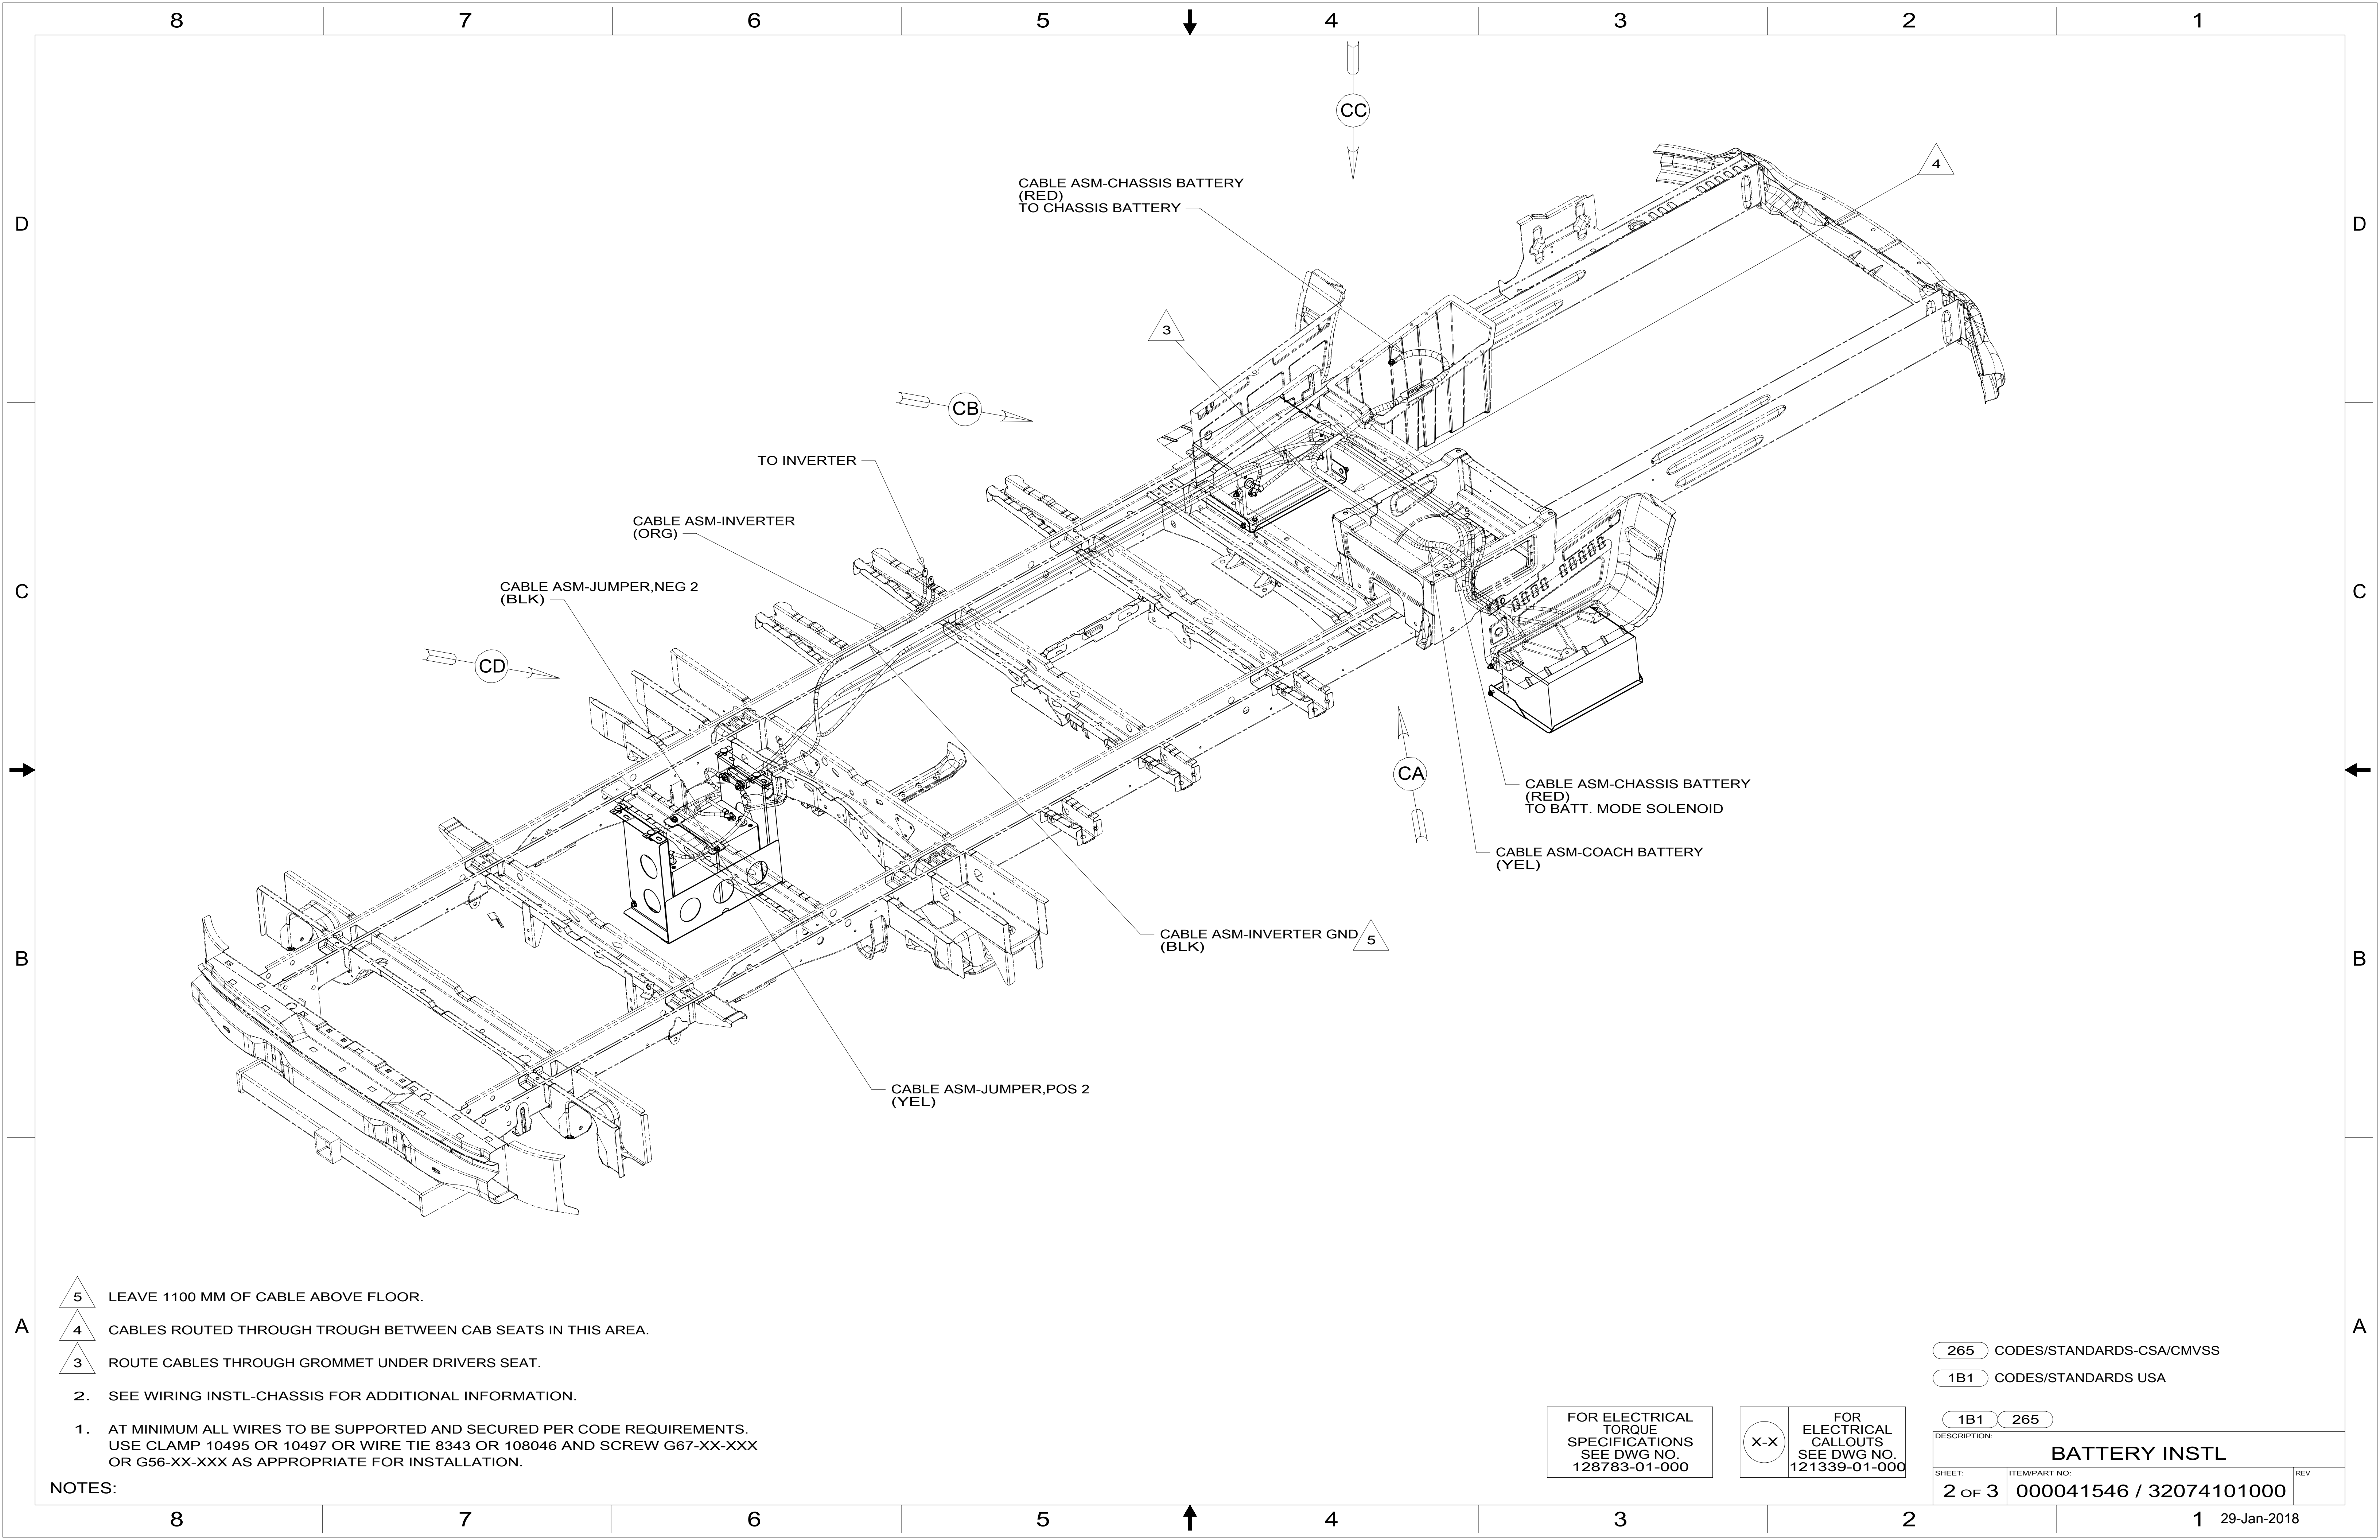 8 7 6 5 4 3 2 1
CC
4
CABLE ASM-CHASSIS BATTERY
(RED)
TO CHASSIS BATTERY
D D
3
CB
TO INVERTER
CABLE ASM-INVERTER
(ORG)
CABLE ASM-JUMPER,NEG 2
(BLK)
C C
CD
CA
CABLE ASM-CHASSIS BATTERY
(RED)
TO BATT. MODE SOLENOID
CABLE ASM-COACH BATTERY
(YEL)
CABLE ASM-INVERTER GND
(BLK)
5
B B
CABLE ASM-JUMPER,POS 2
(YEL)
5 LEAVE 1100 MM OF CABLE ABOVE FLOOR.
A A
4 CABLES ROUTED THROUGH TROUGH BETWEEN CAB SEATS IN THIS AREA.
3 ROUTE CABLES THROUGH GROMMET UNDER DRIVERS SEAT.
2. SEE WIRING INSTL-CHASSIS FOR ADDITIONAL INFORMATION.
1. AT MINIMUM ALL WIRES TO BE SUPPORTED AND SECURED PER CODE REQUIREMENTS.
USE CLAMP 10495 OR 10497 OR WIRE TIE 8343 OR 108046 AND SCREW G67-XX-XXX
OR G56-XX-XXX AS APPROPRIATE FOR INSTALLATION.
NOTES:
FOR ELECTRICAL
TORQUE
SPECIFICATIONS
SEE DWG NO.
128783-01-000
X-X
FOR
ELECTRICAL
CALLOUTS
SEE DWG NO.
121339-01-000
265 CODES/STANDARDS-CSA/CMVSS
1B1 CODES/STANDARDS USA
1B1 265
DESCRIPTION:
BATTERY INSTL
SHEET: ITEM/PART NO: REV
2 OF 3 000041546 / 32074101000
8 7 6 5 4 3 2 1 29-Jan-2018